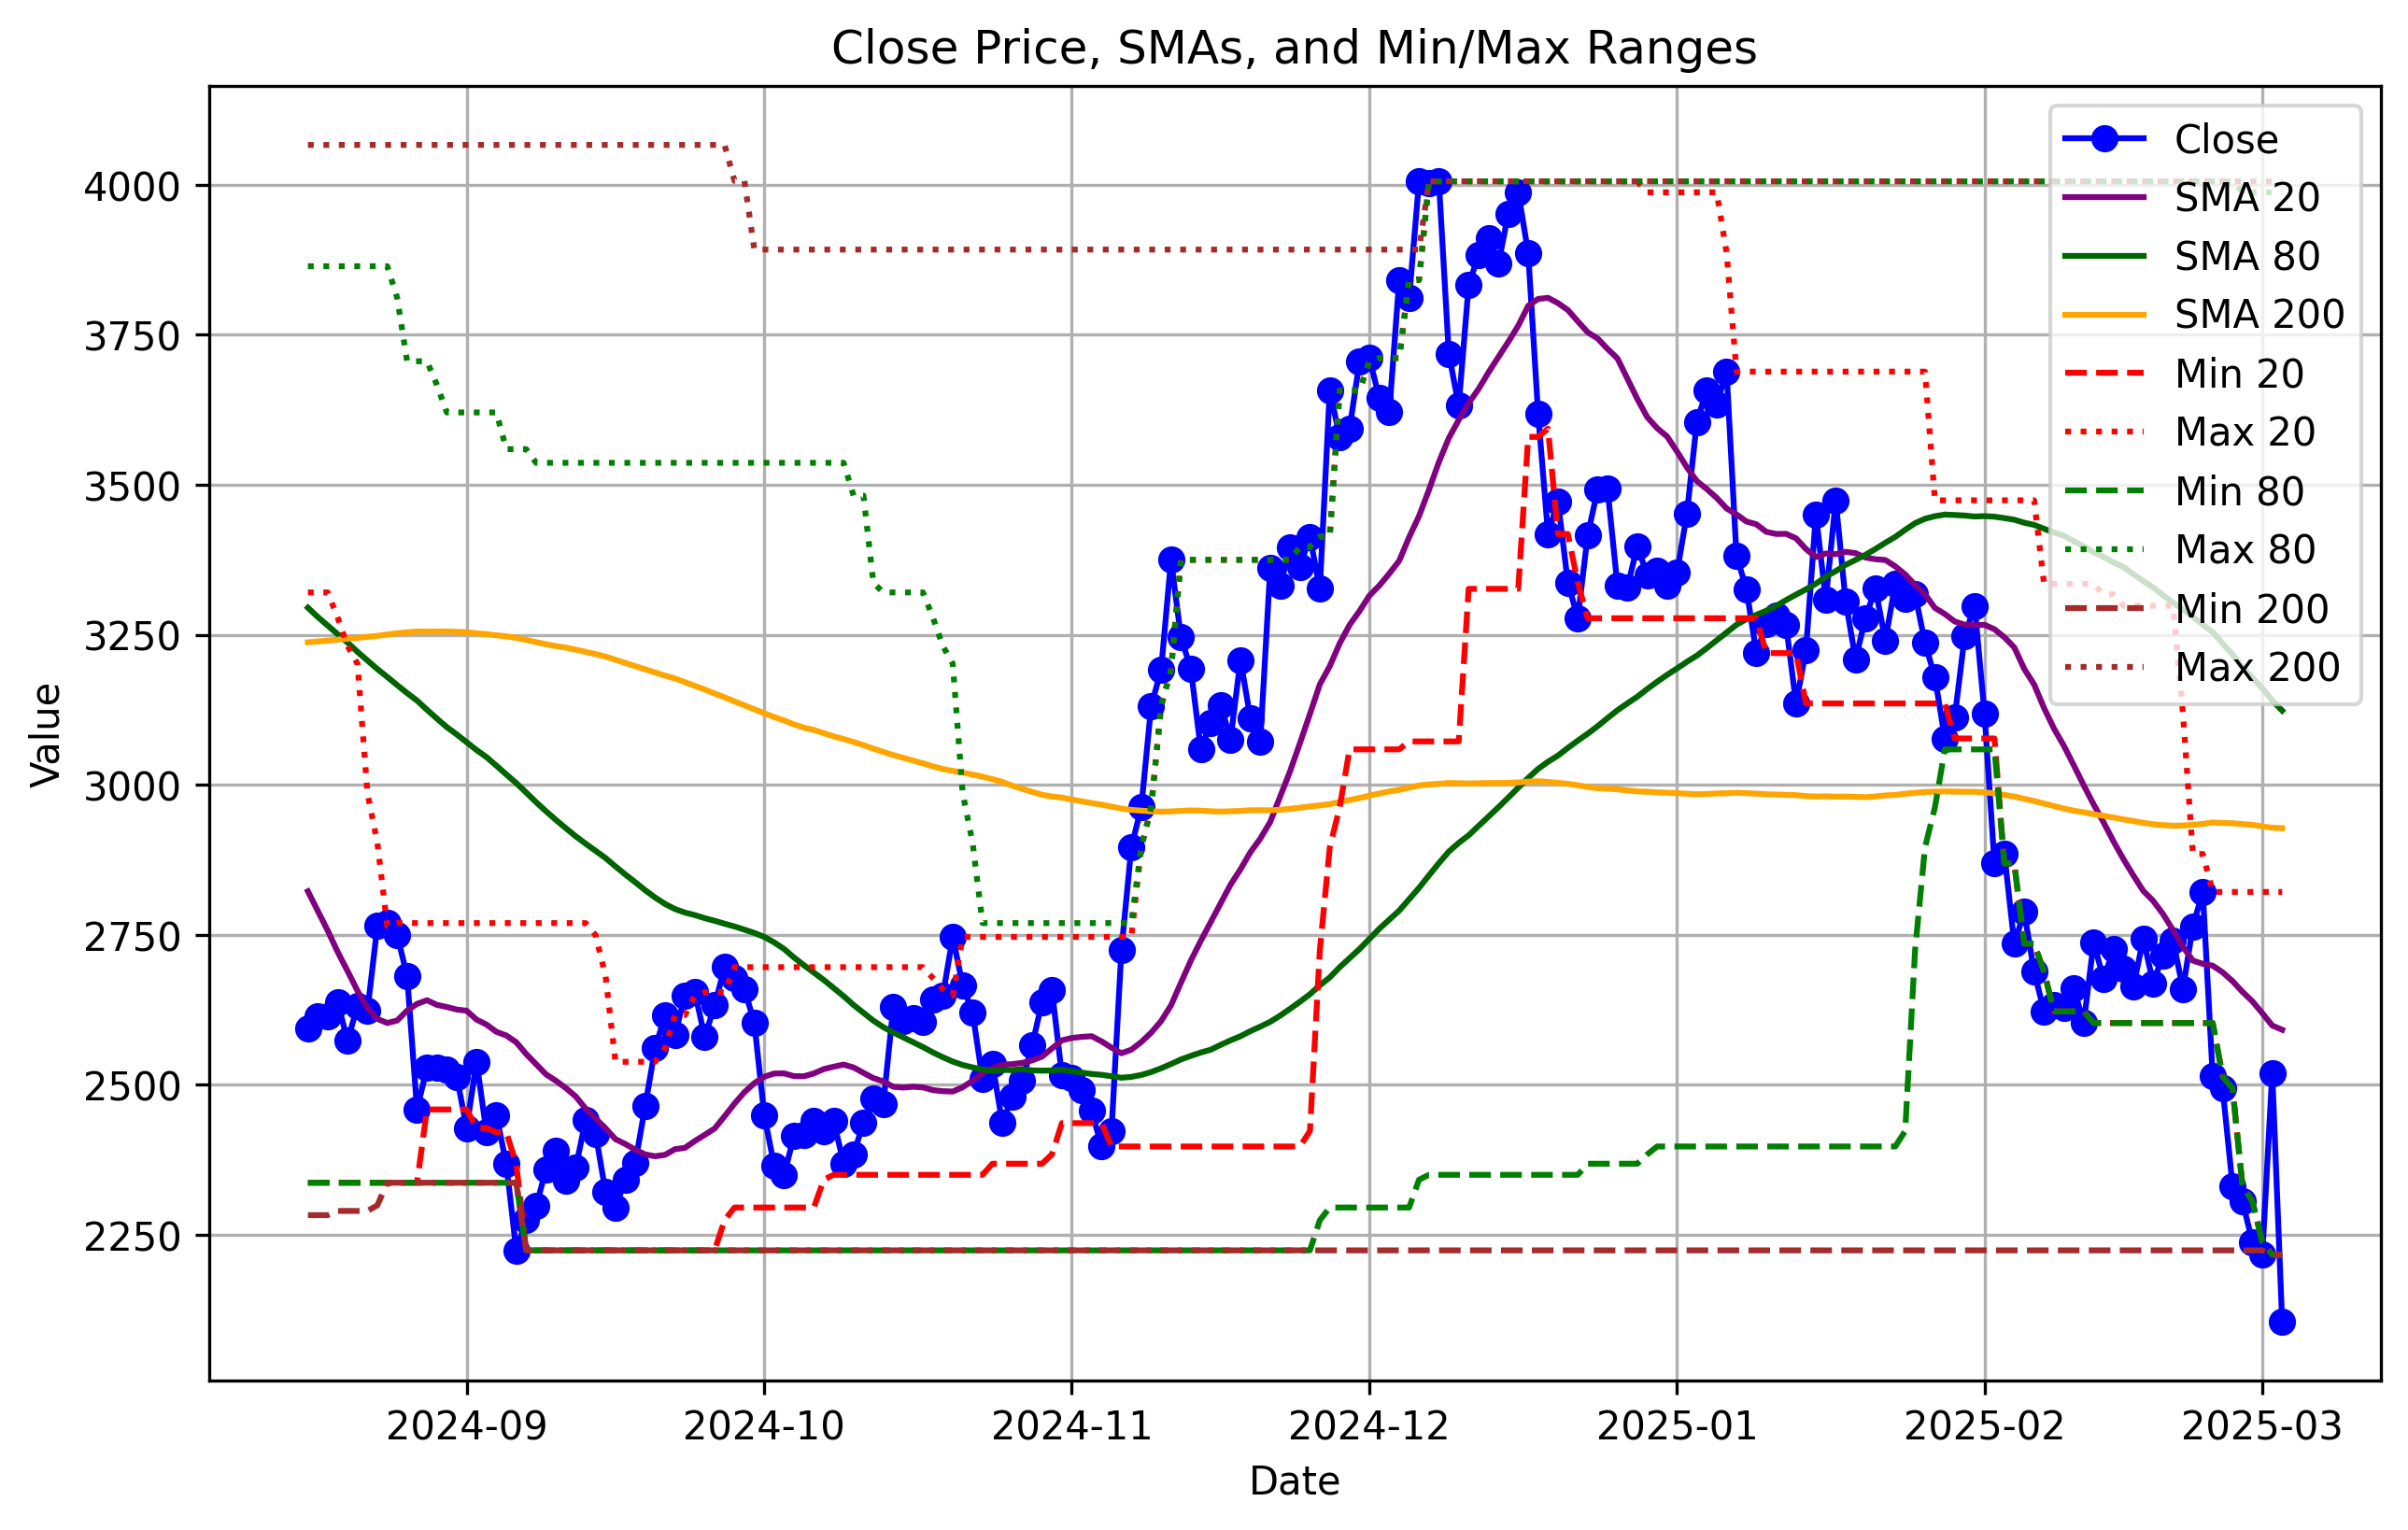 Close Price, SMAs, and Min/Max Ranges
Value
4000
3750
3500
3250
3000
2750
2500
2250
Close
SMA 20
SMA 80
SMA 200
Min 20
Max 20
Min 80
Max 80
Min 200
Max 200
2024-09 2024-10 2024-11 2024-12 2025-01 2025-02 2025-03
Date